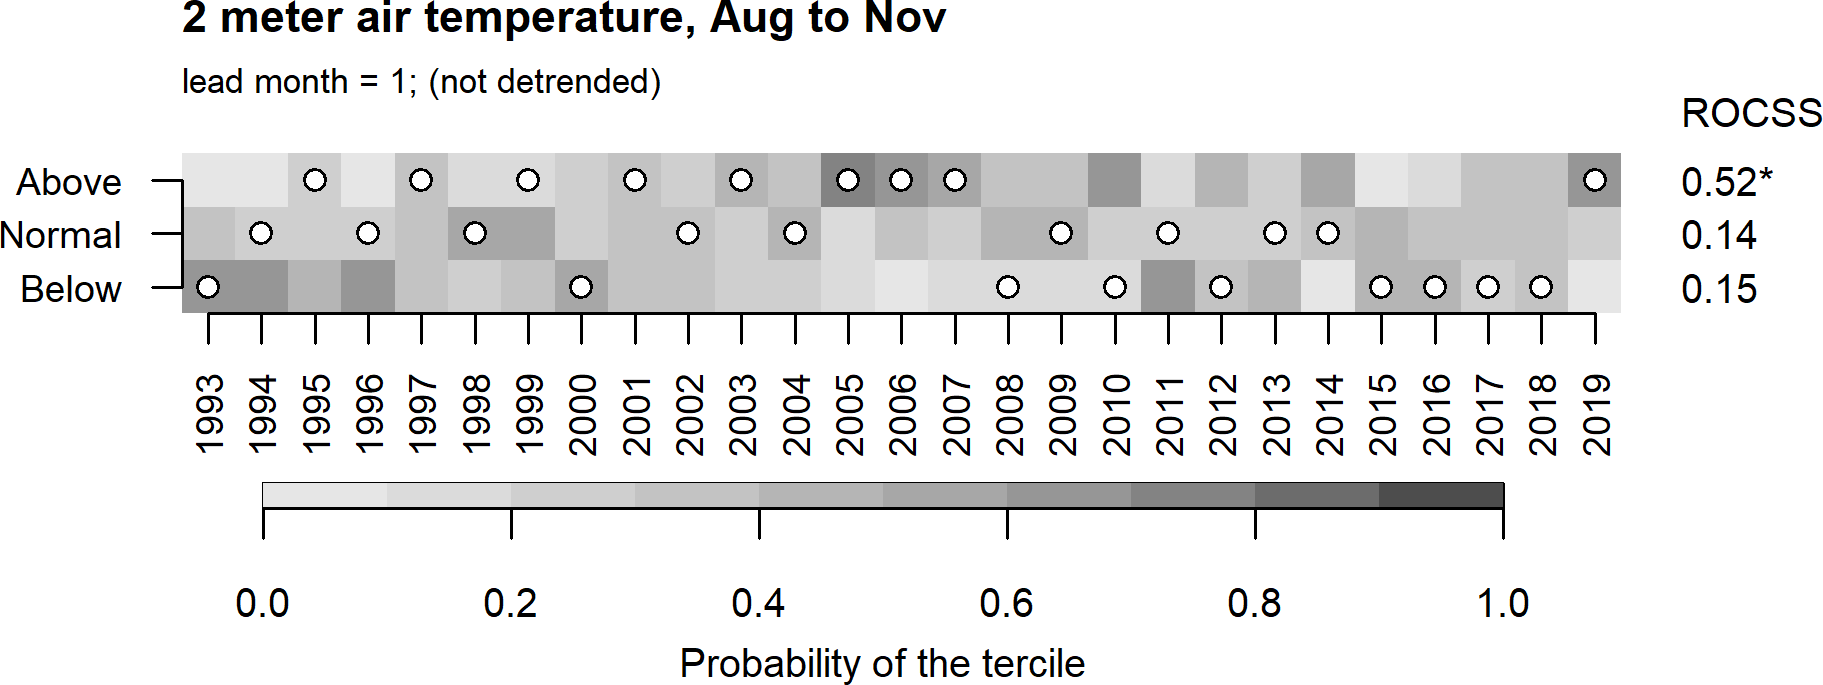 2 meter air temperature, Aug to Nov
lead month = 1; (not detrended)
ROCSS
Above 0.52*
Normal 0.14
Below 0.15
1993 1994 1995 1996 1997 1998 1999 2000 2001 2002 2003 2004 2005 2006 2007 2008 2009 2010 2011 2012 2013 2014 2015 2016 2017 2018 2019
0.0 0.2 0.4 0.6 0.8 1.0
Probability of the tercile